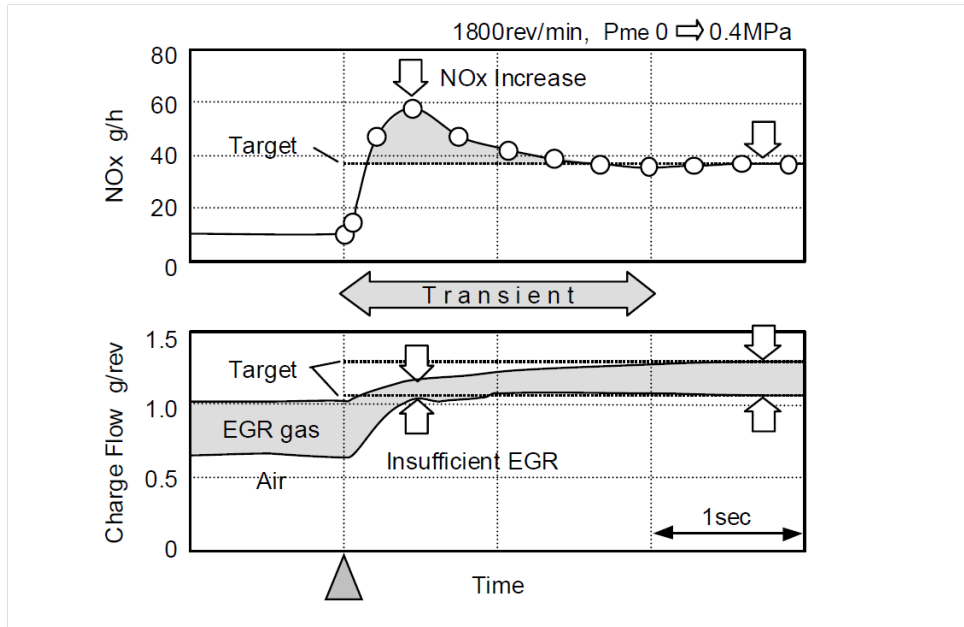 1800rev/min, Pme 0 ⇨ 0.4MPa
80
60
40
20
0
NOx g/h
NOx Increase
Target
Transient
1.5
1.0
0.5
0
Charge Flow g/rev
Target
EGR gas
Air
Insufficient EGR
1sec
Time